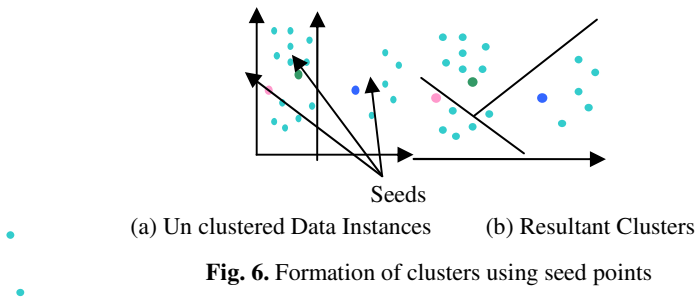 Seeds
(a) Un clustered Data Instances (b) Resultant Clusters
Fig. 6. Formation of clusters using seed points